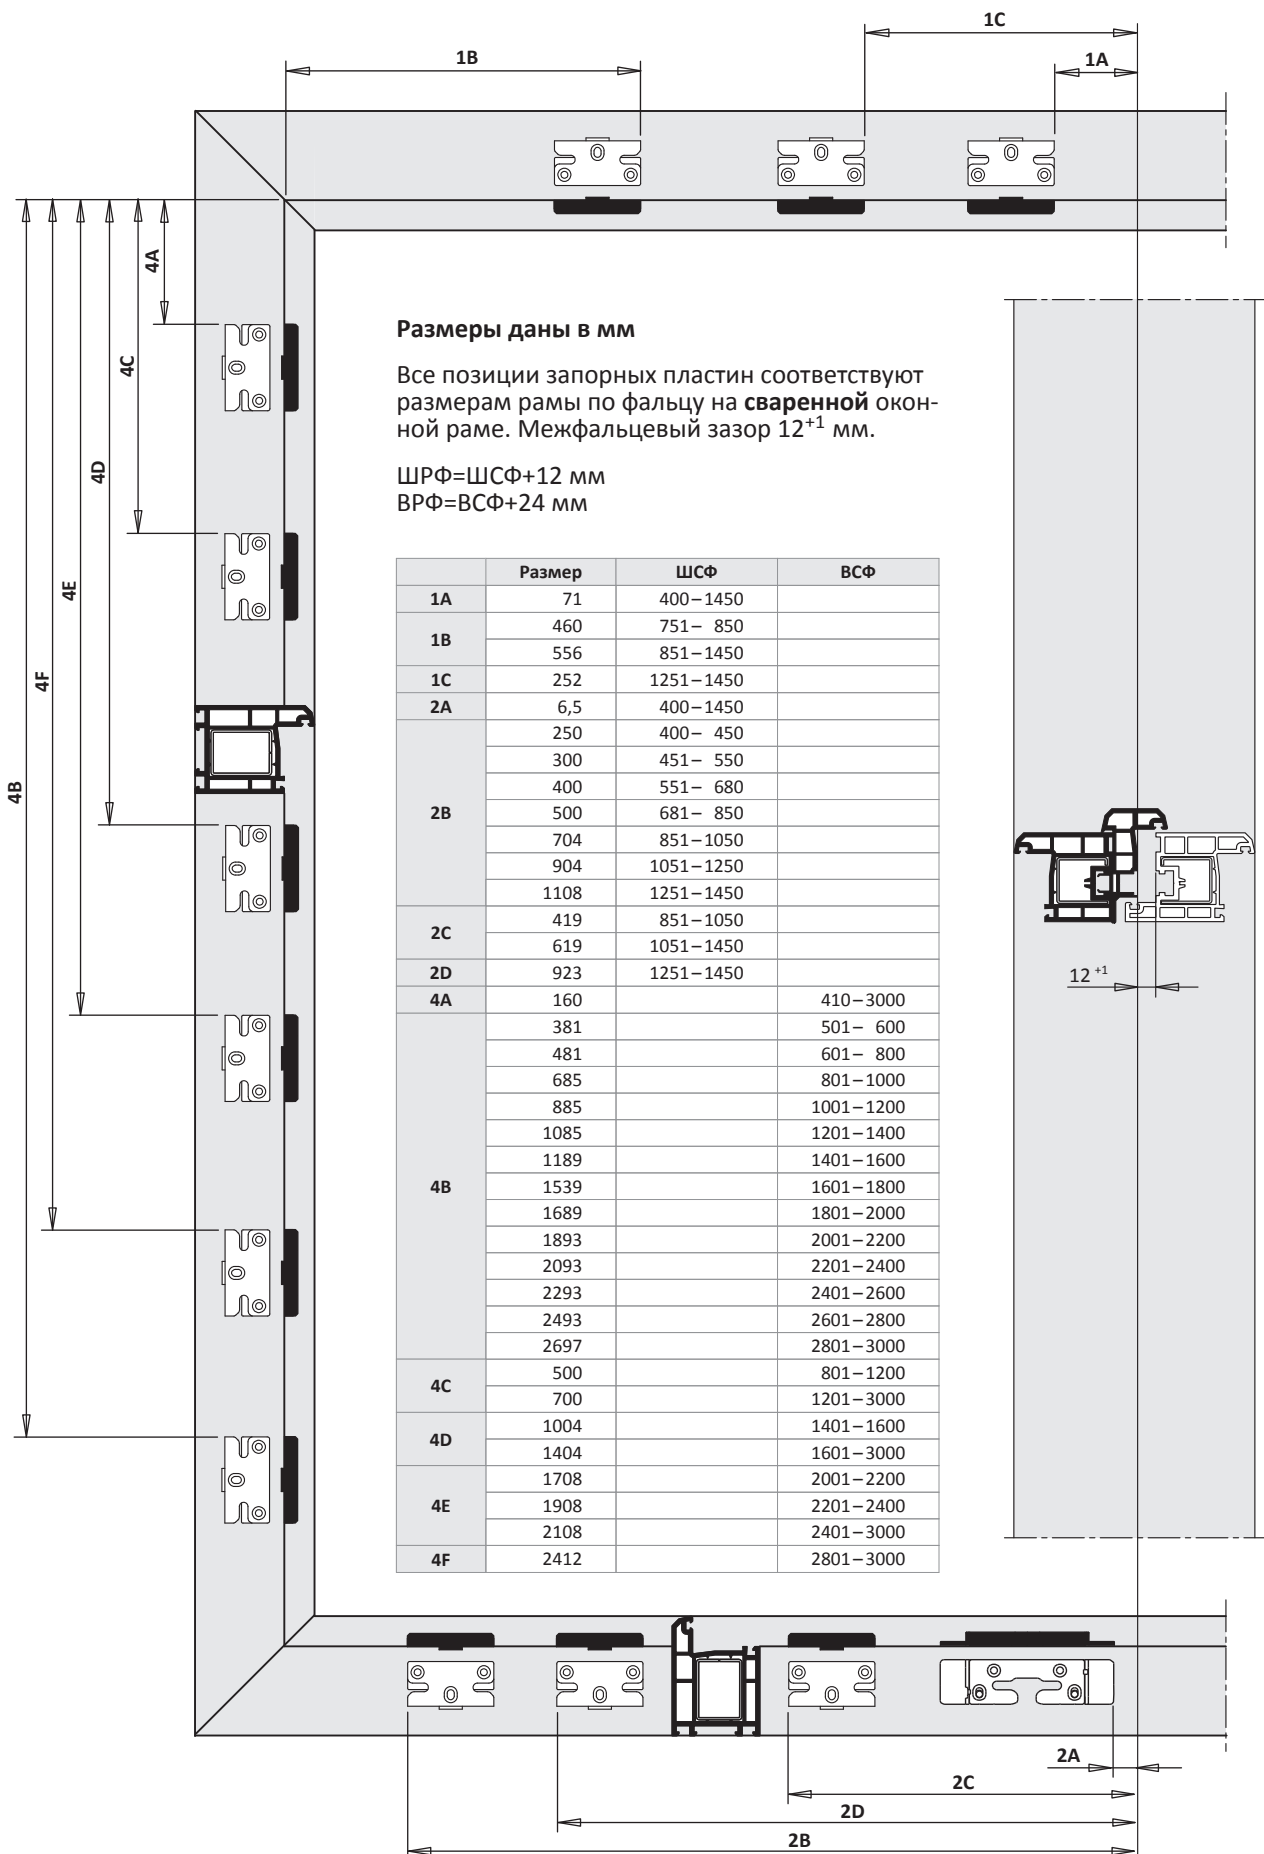 1C
1B
1A
4A
4C
4D
4E
4F
4B
Размеры даны в мм
Все позиции запорных пластин соответствуют
размерам рамы по фальцу на сваренной окон-
ной раме. Межфальцевый зазор 12+1 мм.
ШРФ=ШСФ+12 мм
ВРФ=ВСФ+24 мм
Размер ШСФ ВСФ
1A 71 400–1450
1B 460 751– 850
556 851–1450
1C 252 1251–1450
2A 6,5 400–1450
2B 250 400– 450
300 451– 550
400 551– 680
500 681– 850
704 851–1050
904 1051–1250
1108 1251–1450
2C 419 851–1050
619 1051–1450
2D 923 1251–1450
4A 160 410–3000
4B 381 501– 600
481 601– 800
685 801–1000
885 1001–1200
1085 1201–1400
1189 1401–1600
1539 1601–1800
1689 1801–2000
1893 2001–2200
2093 2201–2400
2293 2401–2600
2493 2601–2800
2697 2801–3000
4C 500 801–1200
700 1201–3000
4D 1004 1401–1600
1404 1601–3000
4E 1708 2001–2200
1908 2201–2400
2108 2401–3000
4F 2412 2801–3000
12 +1
2A
2C
2D
2B